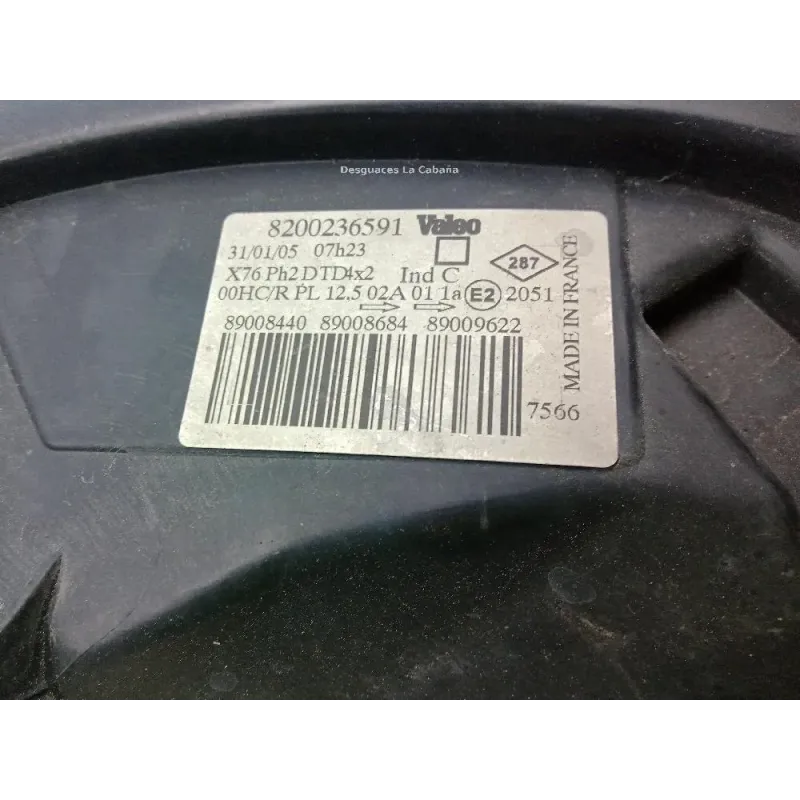 Desguaces La Cabaña
8200236591 Valeo
31/01/05 07h23
287
X76 Ph2 DTD4x2 Ind C
00HC/R PL 12,5 02A 01 1a E2 2051
89008440 89008684 89009622
7566
MADE IN FRANCE